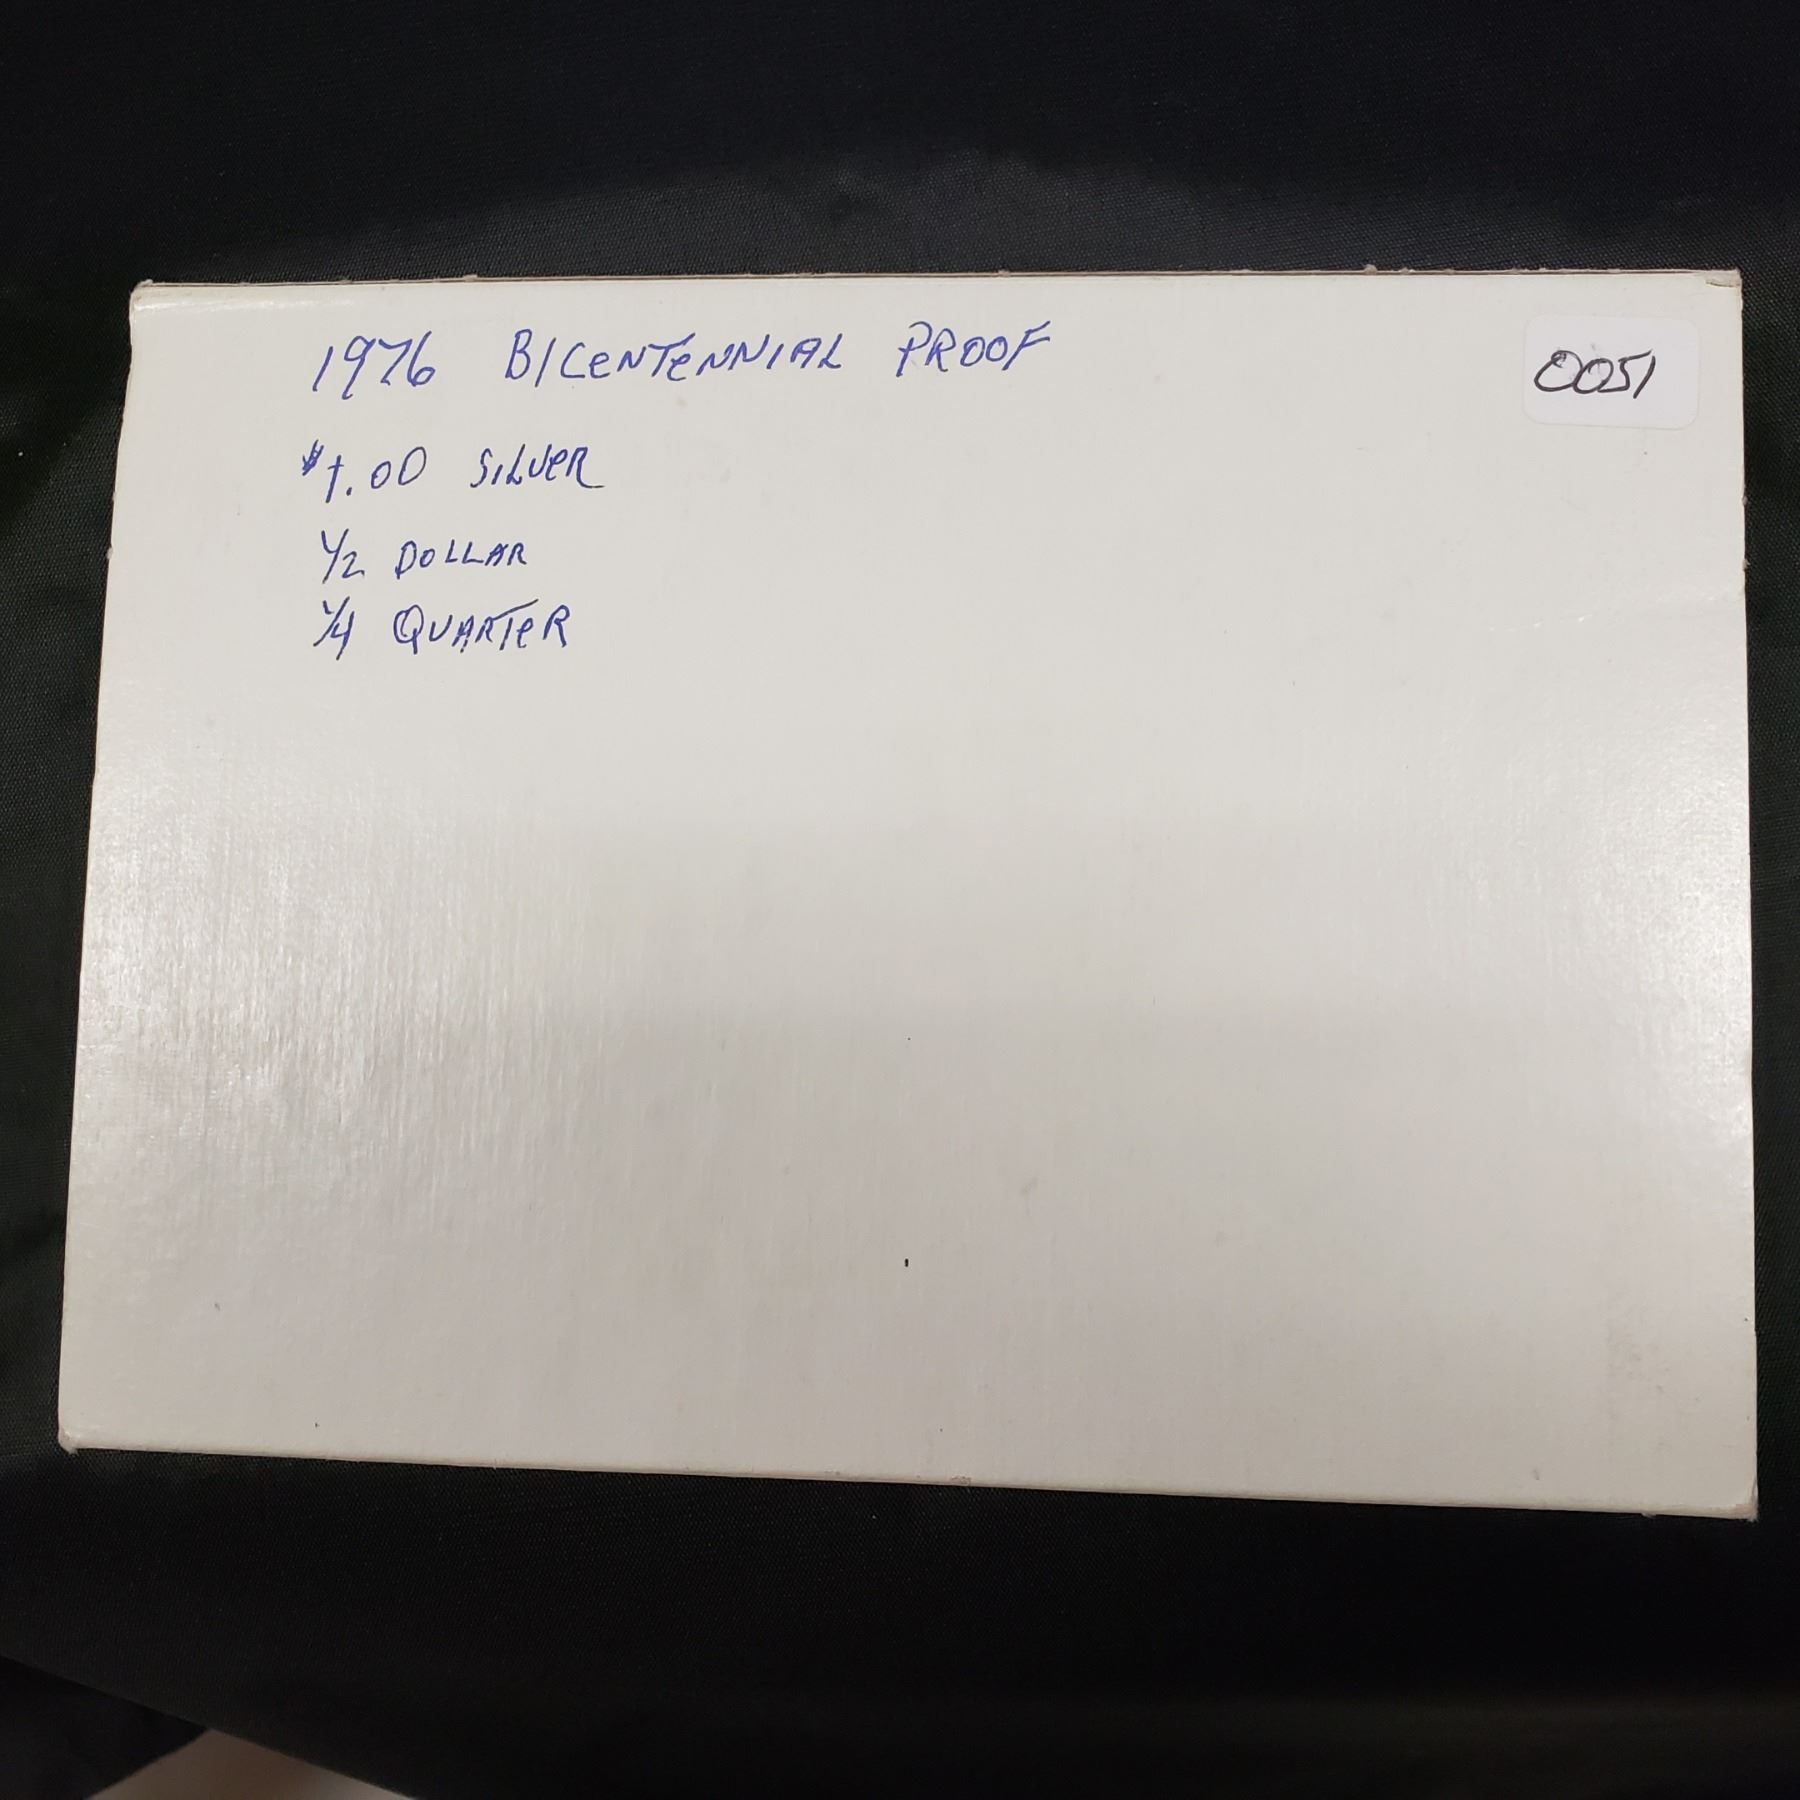 1976 BICENTENNIAL PROOF
0051
$1.00 SILVER
1/2 DOLLAR
1/4 QUARTER